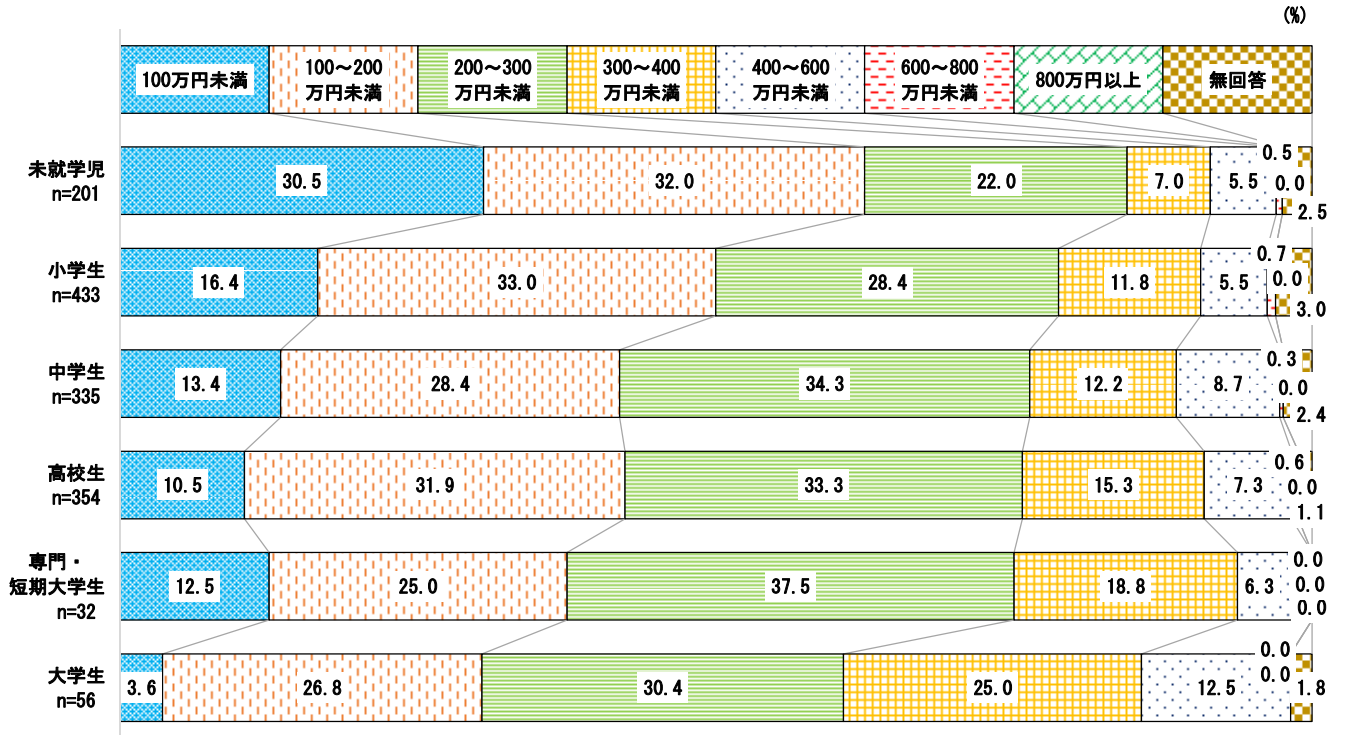 (%)
100万円未満
100～200
万円未満
200～300
万円未満
300～400
万円未満
400～600
万円未満
600～800
万円未満
800万円以上
無回答
未就学児
n=201
30.5
32.0
22.0
7.0
5.5
0.5
0.0
2.5
小学生
n=433
16.4
33.0
28.4
11.8
5.5
0.7
0.0
3.0
中学生
n=335
13.4
28.4
34.3
12.2
8.7
0.3
0.0
2.4
高校生
n=354
10.5
31.9
33.3
15.3
7.3
0.6
0.0
1.1
専門・
短期大学生
n=32
12.5
25.0
37.5
18.8
6.3
0.0
0.0
0.0
大学生
n=56
3.6
26.8
30.4
25.0
12.5
0.0
0.0
1.8